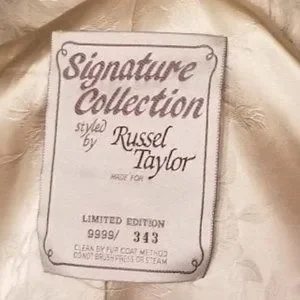 Signature
Collection
styled
by Russel
Taylor
MADE FOR
LIMITED EDITION
9999/ 343
CLEAN BY FUR COAT METHOD
DO NOT BRUSH PRESS OR STEAM